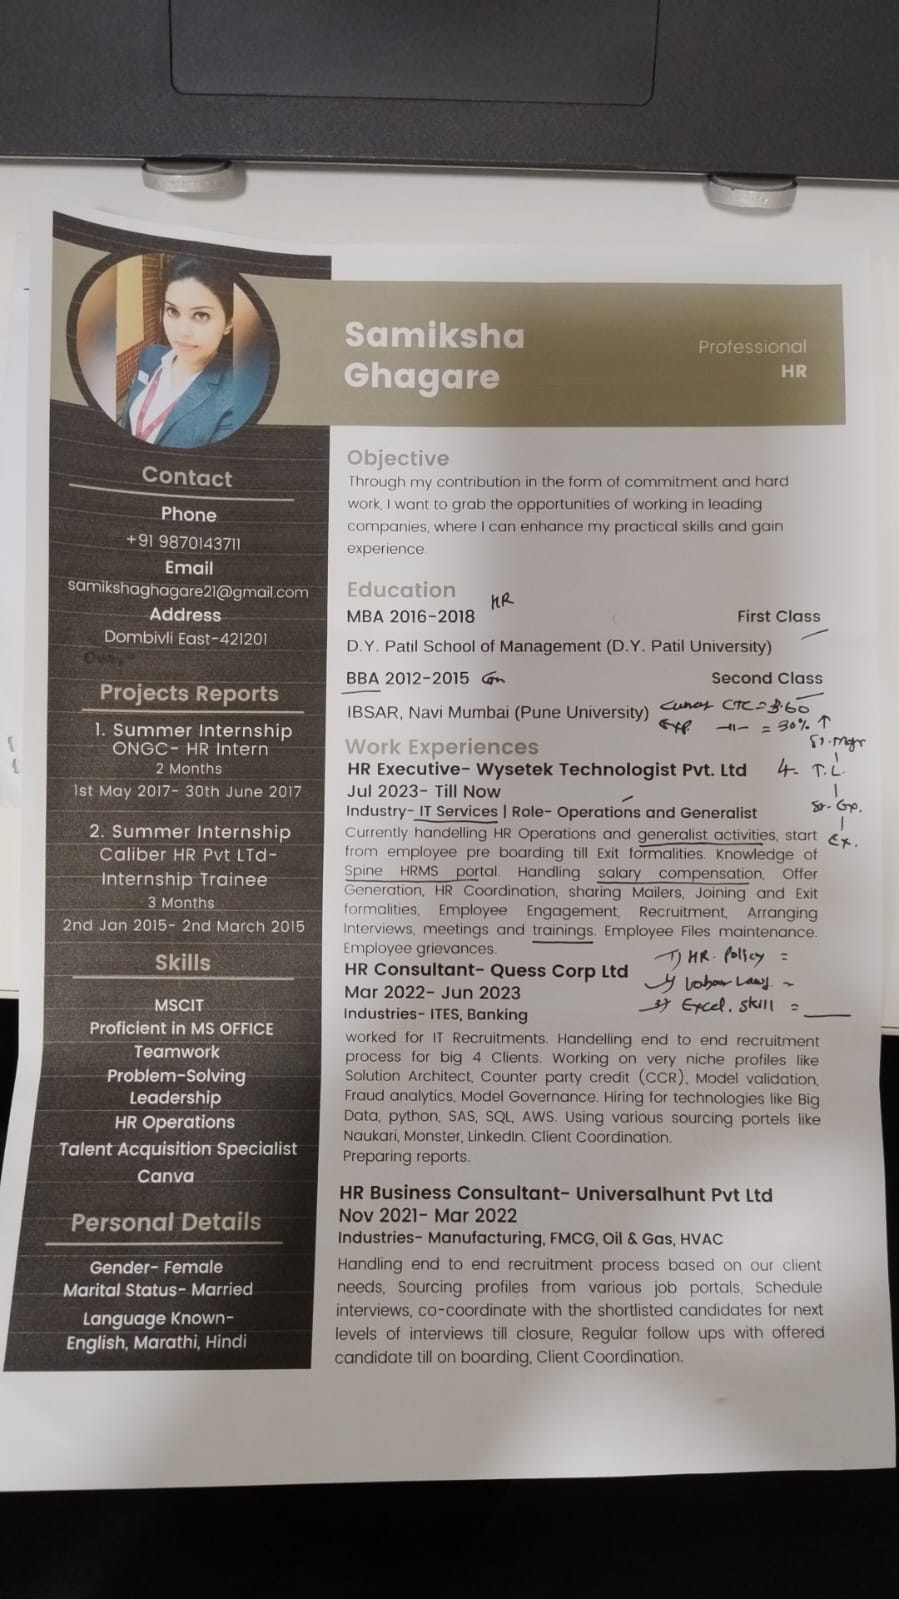 Samiksha
Ghagare
Professional
HR
Contact
Phone
+91 9870143711
Email
samikshaghagare21@gmail.com
Address
Dombivli East-421201
Projects Reports
1. Summer Internship
ONGC- HR Intern
2 Months
1st May 2017- 30th June 2017
2. Summer Internship
Caliber HR Pvt LTd-
Internship Trainee
3 Months
2nd Jan 2015- 2nd March 2015
Skills
MSCIT
Proficient in MS OFFICE
Teamwork
Problem-Solving
Leadership
HR Operations
Talent Acquisition Specialist
Canva
Personal Details
Gender- Female
Marital Status- Married
Language Known-
English, Marathi, Hindi
Objective
Through my contribution in the form of commitment and hard
work, I want to grab the opportunities of working in leading
companies, where I can enhance my practical skills and gain
experience.
Education
HR
MBA 2016-2018 First Class
D.Y. Patil School of Management (D.Y. Patil University)
BBA 2012-2015 Second Class
IBSAR, Navi Mumbai (Pune University)
CTC = 3.60
= 30% ↑
Sr. Mgr
4- T.L.
Ex.
Work Experiences
HR Executive- Wysetek Technologist Pvt. Ltd
Jul 2023- Till Now
Industry- IT Services | Role- Operations and Generalist
Currently handelling HR Operations and generalist activities, start
from employee pre boarding till Exit formalities. Knowledge of
Spine HRMS portal. Handling salary compensation, Offer
Generation, HR Coordination, sharing Mailers, Joining and Exit
formalities, Employee Engagement, Recruitment, Arranging
Interviews, meetings and trainings. Employee Files maintenance.
Employee grievances.
1) HR. Policy =
Labour Law. -
Excel. Skill = ____
HR Consultant- Quess Corp Ltd
Mar 2022- Jun 2023
Industries- ITES, Banking
worked for IT Recruitments. Handelling end to end recruitment
process for big 4 Clients. Working on very niche profiles like
Solution Architect, Counter party credit (CCR), Model validation,
Fraud analytics, Model Governance. Hiring for technologies like Big
Data, python, SAS, SQL, AWS. Using various sourcing portels like
Naukari, Monster, LinkedIn. Client Coordination.
Preparing reports.
HR Business Consultant- Universalhunt Pvt Ltd
Nov 2021- Mar 2022
Industries- Manufacturing, FMCG, Oil & Gas, HVAC
Handling end to end recruitment process based on our client
needs, Sourcing profiles from various job portals, Schedule
interviews, co-coordinate with the shortlisted candidates for next
levels of interviews till closure, Regular follow ups with offered
candidate till on boarding, Client Coordination.